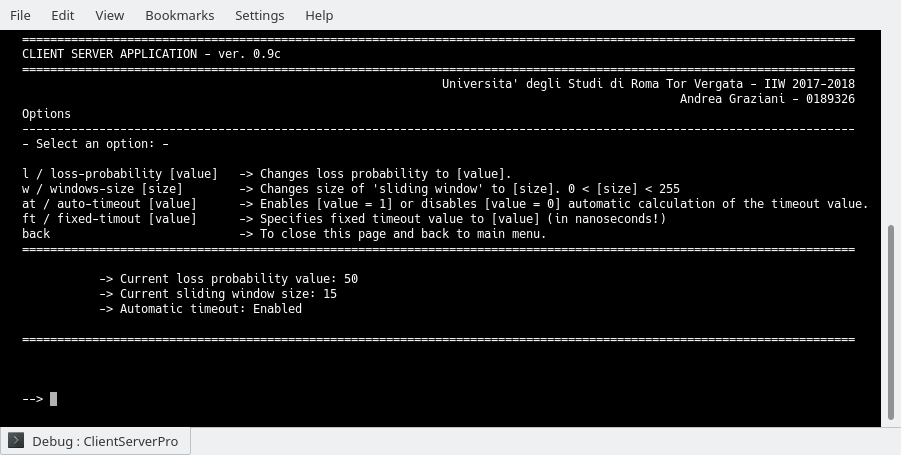 File Edit View Bookmarks Settings Help
=======================================================================================================================
CLIENT SERVER APPLICATION - ver. 0.9c
=======================================================================================================================
Universita' degli Studi di Roma Tor Vergata - IIW 2017-2018
Andrea Graziani - 0189326
Options
-----------------------------------------------------------------------------------------------------------------------
- Select an option: -
l / loss-probability [value] -> Changes loss probability to [value].
w / windows-size [size] -> Changes size of 'sliding window' to [size]. 0 < [size] < 255
at / auto-timeout [value] -> Enables [value = 1] or disables [value = 0] automatic calculation of the timeout value.
ft / fixed-timout [value] -> Specifies fixed timeout value to [value] (in nanoseconds!)
back -> To close this page and back to main menu.
=======================================================================================================================
-> Current loss probability value: 50
-> Current sliding window size: 15
-> Automatic timeout: Enabled
=======================================================================================================================
-->
Debug : ClientServerPro